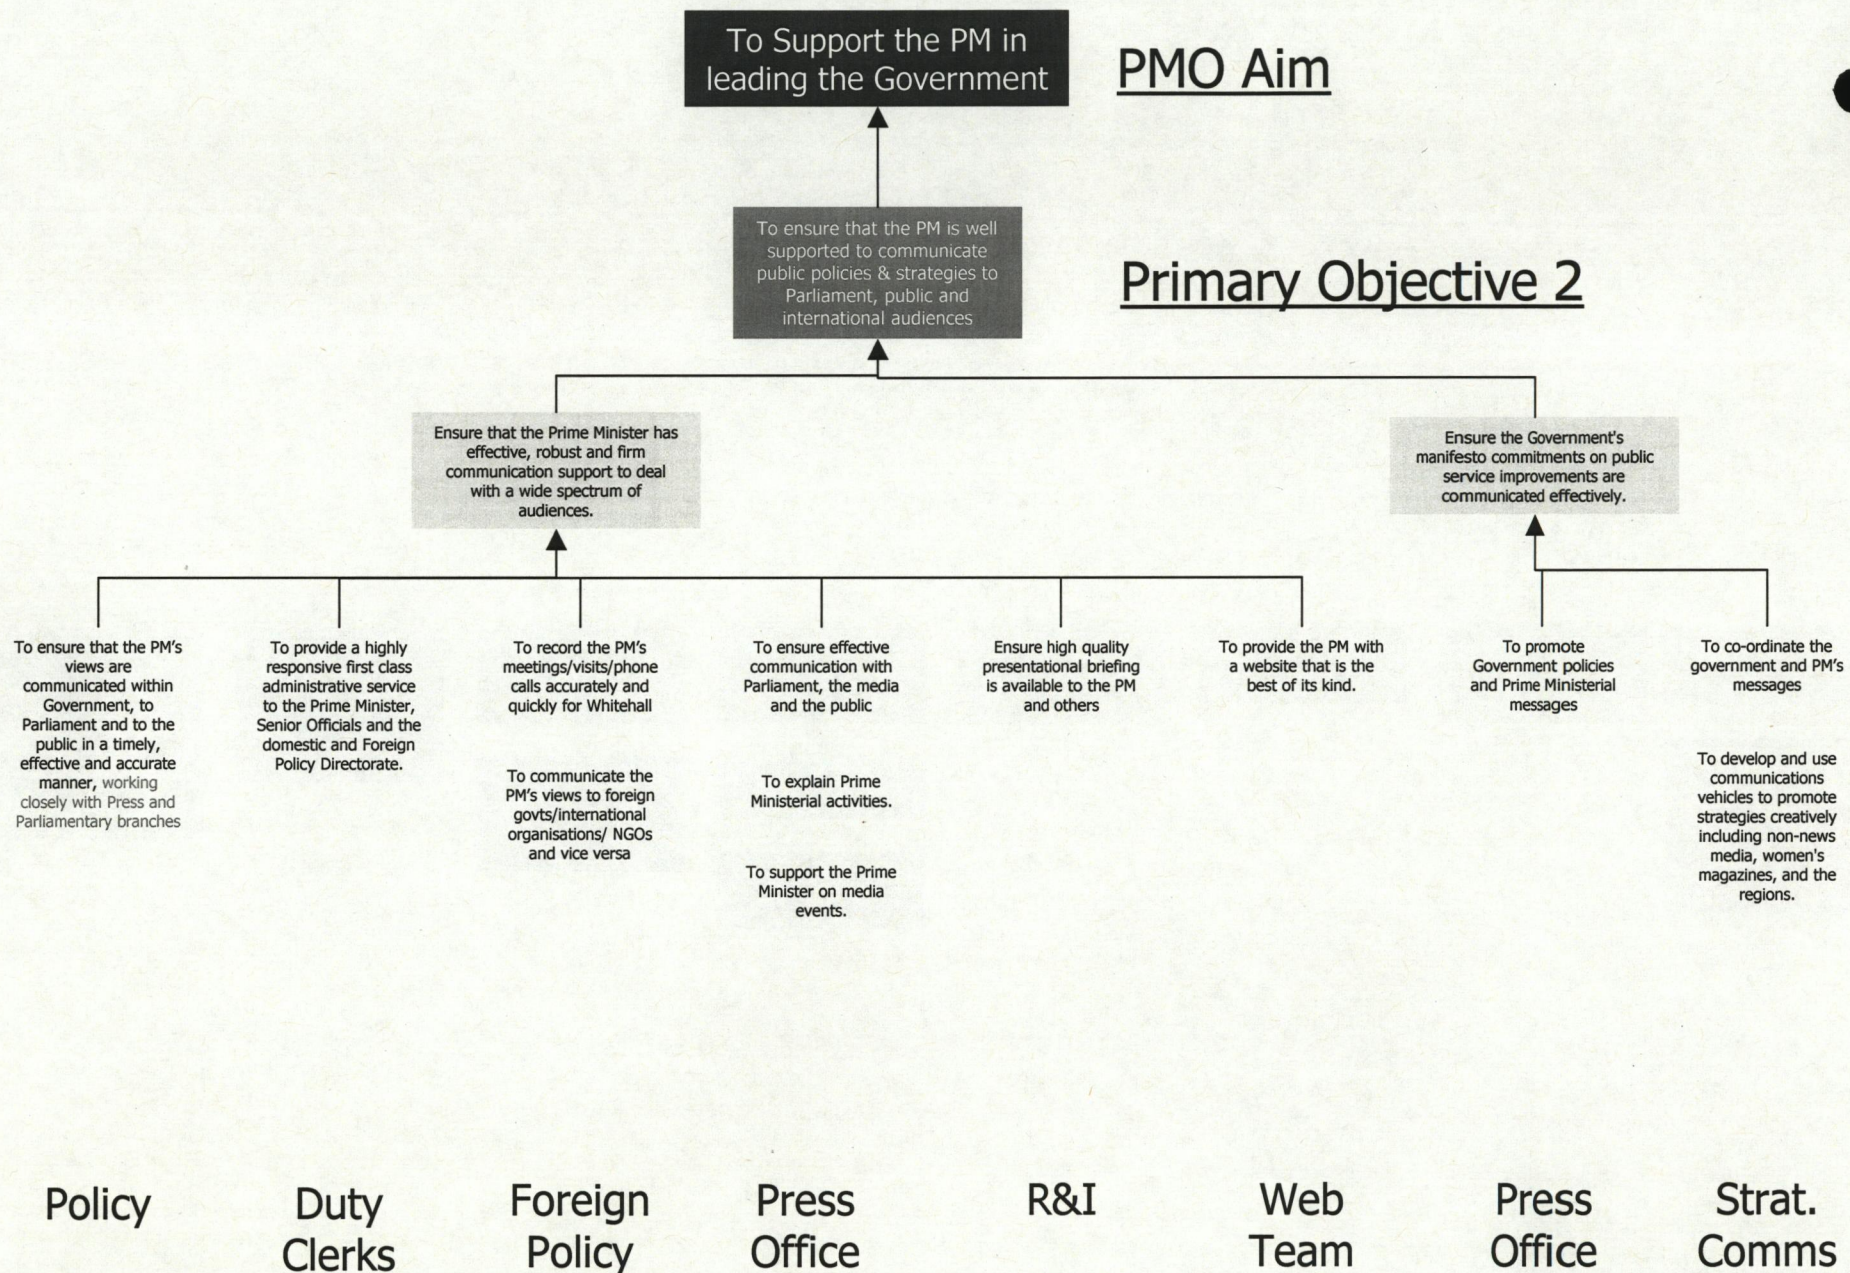 To Support the PM in
leading the Government
PMO Aim
To ensure that the PM is well
supported to communicate
public policies & strategies to
Parliament, public and
international audiences
Primary Objective 2
Ensure that the Prime Minister has
effective, robust and firm
communication support to deal
with a wide spectrum of
audiences.
Ensure the Government's
manifesto commitments on public
service improvements are
communicated effectively.
To ensure that the PM's
views are
communicated within
Government, to
Parliament and to the
public in a timely,
effective and accurate
manner, working
closely with Press and
Parliamentary branches
To provide a highly
responsive first class
administrative service
to the Prime Minister,
Senior Officials and the
domestic and Foreign
Policy Directorate.
To record the PM's
meetings/visits/phone
calls accurately and
quickly for Whitehall
To communicate the
PM's views to foreign
govts/international
organisations/ NGOs
and vice versa
To ensure effective
communication with
Parliament, the media
and the public
To explain Prime
Ministerial activities.
To support the Prime
Minister on media
events.
Ensure high quality
presentational briefing
is available to the PM
and others
To provide the PM with
a website that is the
best of its kind.
To promote
Government policies
and Prime Ministerial
messages
To co-ordinate the
government and PM's
messages
To develop and use
communications
vehicles to promote
strategies creatively
including non-news
media, women's
magazines, and the
regions.
Policy
Duty
Clerks
Foreign
Policy
Press
Office
R&I
Web
Team
Press
Office
Strat.
Comms